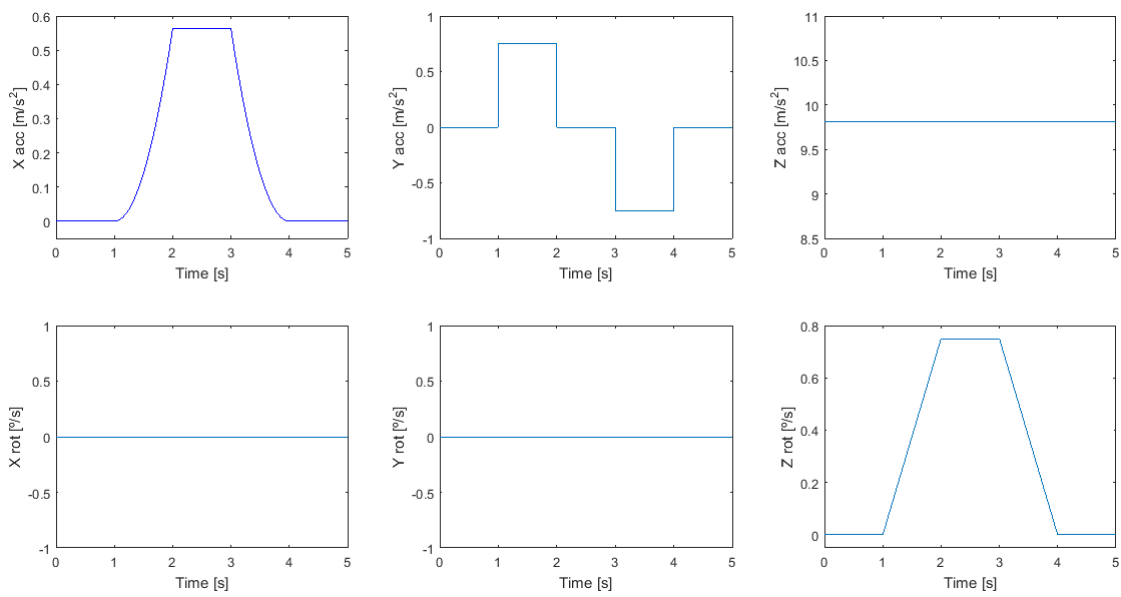 0.6
0.5
0.4
0.3
0.2
0.1
0
X acc [m/s2]
0 1 2 3 4 5
Time [s]
1
0.5
0
-0.5
-1
Y acc [m/s2]
0 1 2 3 4 5
Time [s]
11
10.5
10
9.5
9
8.5
Z acc [m/s2]
0 1 2 3 4 5
Time [s]
1
0.5
0
-0.5
-1
X rot [º/s]
0 1 2 3 4 5
Time [s]
1
0.5
0
-0.5
-1
Y rot [º/s]
0 1 2 3 4 5
Time [s]
0.8
0.6
0.4
0.2
0
Z rot [º/s]
0 1 2 3 4 5
Time [s]